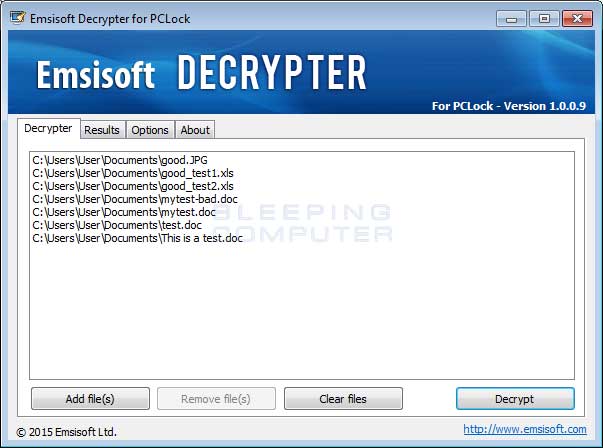 Emsisoft Decrypter for PCLock
Emsisoft DECRYPTER
For PCLock - Version 1.0.0.9
Decrypter Results Options About
C:\Users\User\Documents\good.JPG
C:\Users\User\Documents\good_test1.xls
C:\Users\User\Documents\good_test2.xls
C:\Users\User\Documents\mytest-bad.doc
C:\Users\User\Documents\mytest.doc
C:\Users\User\Documents\test.doc
C:\Users\User\Documents\This is a test.doc
BLEEPING
COMPUTER
Add file(s) Remove file(s) Clear files Decrypt
© 2015 Emsisoft Ltd. http://www.emsisoft.com